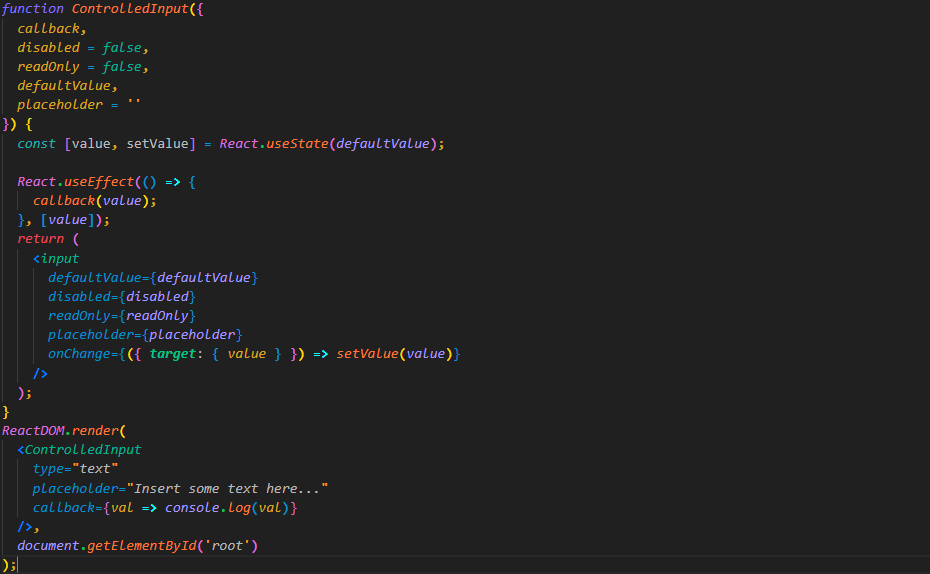 function ControlledInput({
  callback,
  disabled = false,
  readOnly = false,
  defaultValue,
  placeholder = ''
}) {
  const [value, setValue] = React.useState(defaultValue);

  React.useEffect(() => {
    callback(value);
  }, [value]);
  return (
    <input
      defaultValue={defaultValue}
      disabled={disabled}
      readOnly={readOnly}
      placeholder={placeholder}
      onChange={({ target: { value } }) => setValue(value)}
    />
  );
}
ReactDOM.render(
  <ControlledInput
    type="text"
    placeholder="Insert some text here..."
    callback={val => console.log(val)}
  />,
  document.getElementById('root')
);